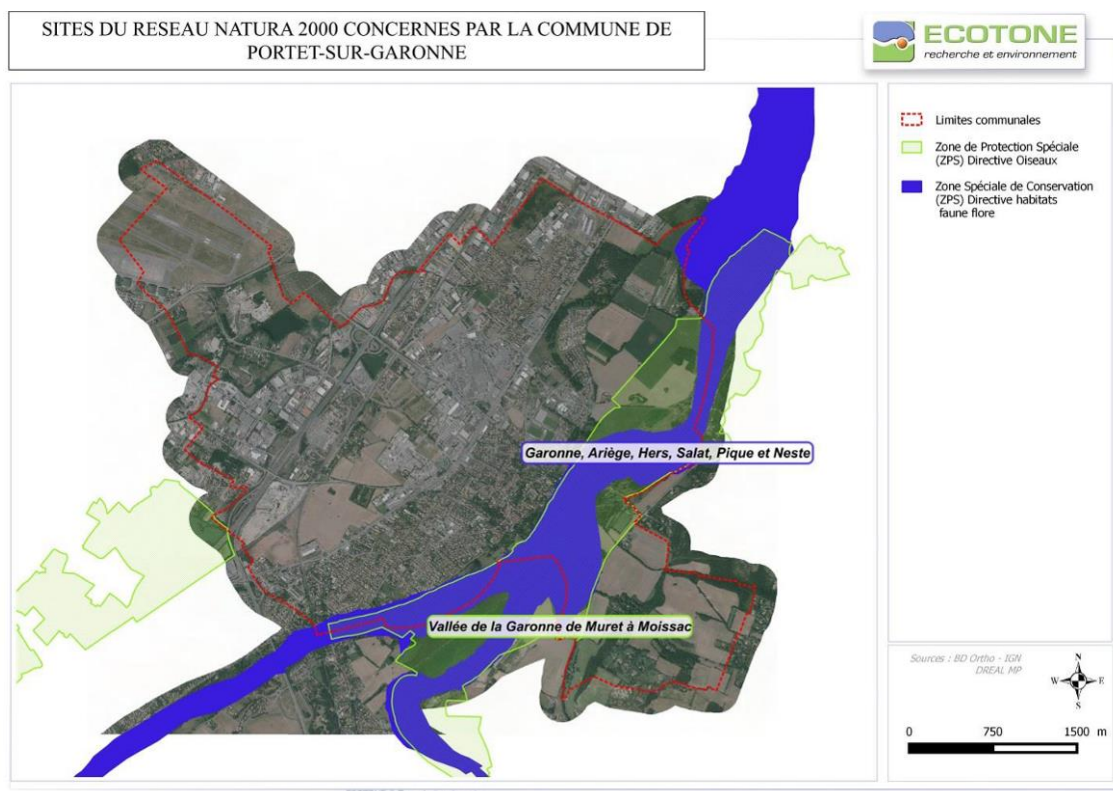 SITES DU RESEAU NATURA 2000 CONCERNES PAR LA COMMUNE DE
PORTET-SUR-GARONNE
ECOTONE
recherche et environnement
Limites communales
Zone de Protection Spéciale
(ZPS) Directive Oiseaux
Zone Spéciale de Conservation
(ZPS) Directive habitats
faune flore
Garonne, Ariège, Hers, Salat, Pique et Neste
Vallée de la Garonne de Muret à Moissac
Sources : BD Ortho - IGN
DREAL MP
N
W E
S
0 750 1500 m